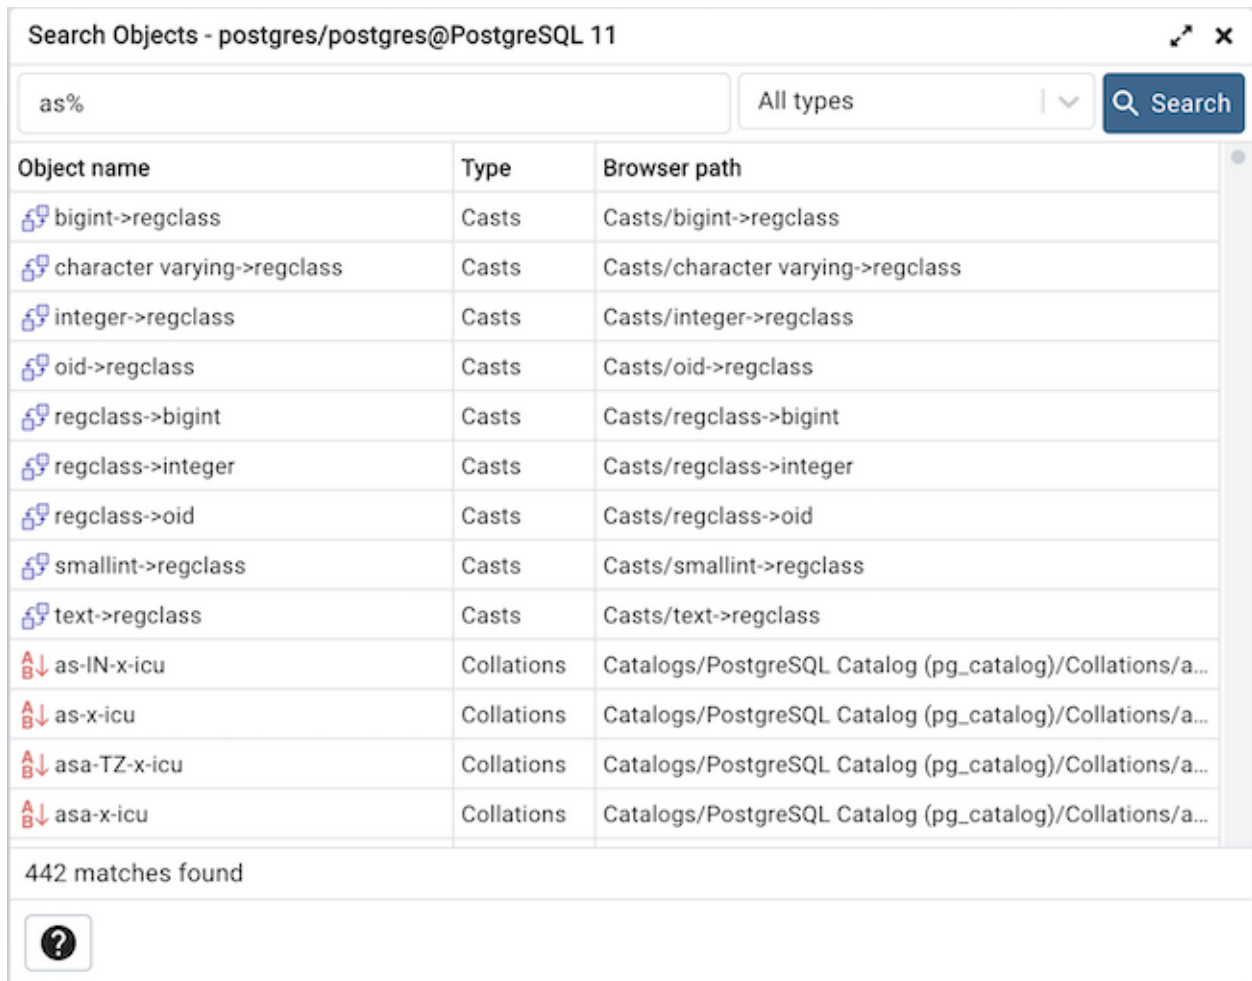 Search Objects - postgres/postgres@PostgreSQL 11
as% All types Search
Object name Type Browser path
bigint->regclass Casts Casts/bigint->regclass
character varying->regclass Casts Casts/character varying->regclass
integer->regclass Casts Casts/integer->regclass
oid->regclass Casts Casts/oid->regclass
regclass->bigint Casts Casts/regclass->bigint
regclass->integer Casts Casts/regclass->integer
regclass->oid Casts Casts/regclass->oid
smallint->regclass Casts Casts/smallint->regclass
text->regclass Casts Casts/text->regclass
as-IN-x-icu Collations Catalogs/PostgreSQL Catalog (pg_catalog)/Collations/a...
as-x-icu Collations Catalogs/PostgreSQL Catalog (pg_catalog)/Collations/a...
asa-TZ-x-icu Collations Catalogs/PostgreSQL Catalog (pg_catalog)/Collations/a...
asa-x-icu Collations Catalogs/PostgreSQL Catalog (pg_catalog)/Collations/a...
442 matches found